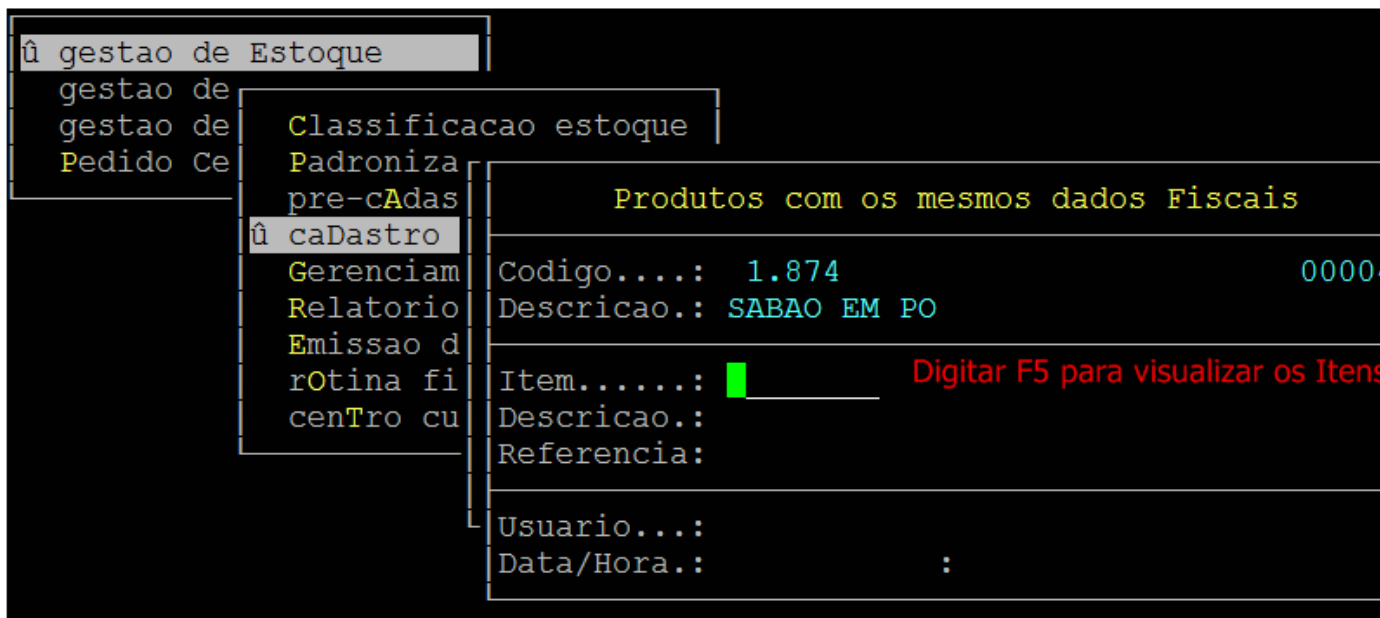 û gestao de Estoque
gestao de
gestao de
Pedido Ce
Classificacao estoque
Padroniza
pre-cAdas
û caDastro
Gerenciam
Relatorio
Emissao d
rOtina fi
cenTro cu
Produtos com os mesmos dados Fiscais
Codigo....: 1.874 00004
Descricao.: SABAO EM PO
Item......: Digitar F5 para visualizar os Itens
Descricao.:
Referencia:
Usuario...:
Data/Hora.: :